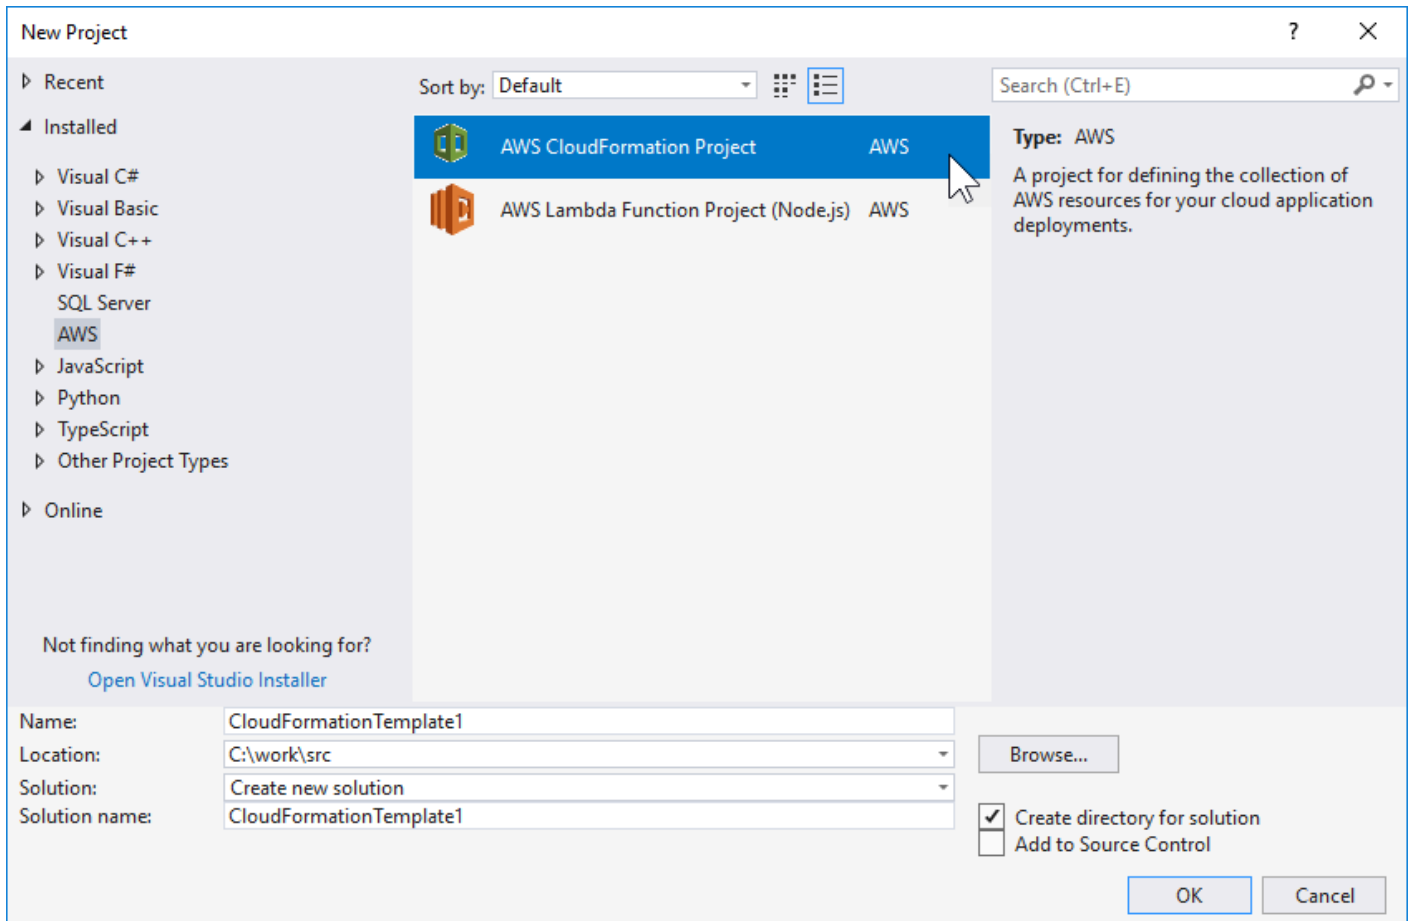 New Project
?
Recent
Sort by: Default
Search (Ctrl+E)
Installed
Visual C#
Visual Basic
Visual C++
Visual F#
SQL Server
AWS
JavaScript
Python
TypeScript
Other Project Types
Online
Not finding what you are looking for?
Open Visual Studio Installer
AWS CloudFormation Project AWS
AWS Lambda Function Project (Node.js) AWS
Type: AWS
A project for defining the collection of
AWS resources for your cloud application
deployments.
Name: CloudFormationTemplate1
Location: C:\work\src
Browse...
Solution: Create new solution
Solution name: CloudFormationTemplate1
Create directory for solution
Add to Source Control
OK
Cancel